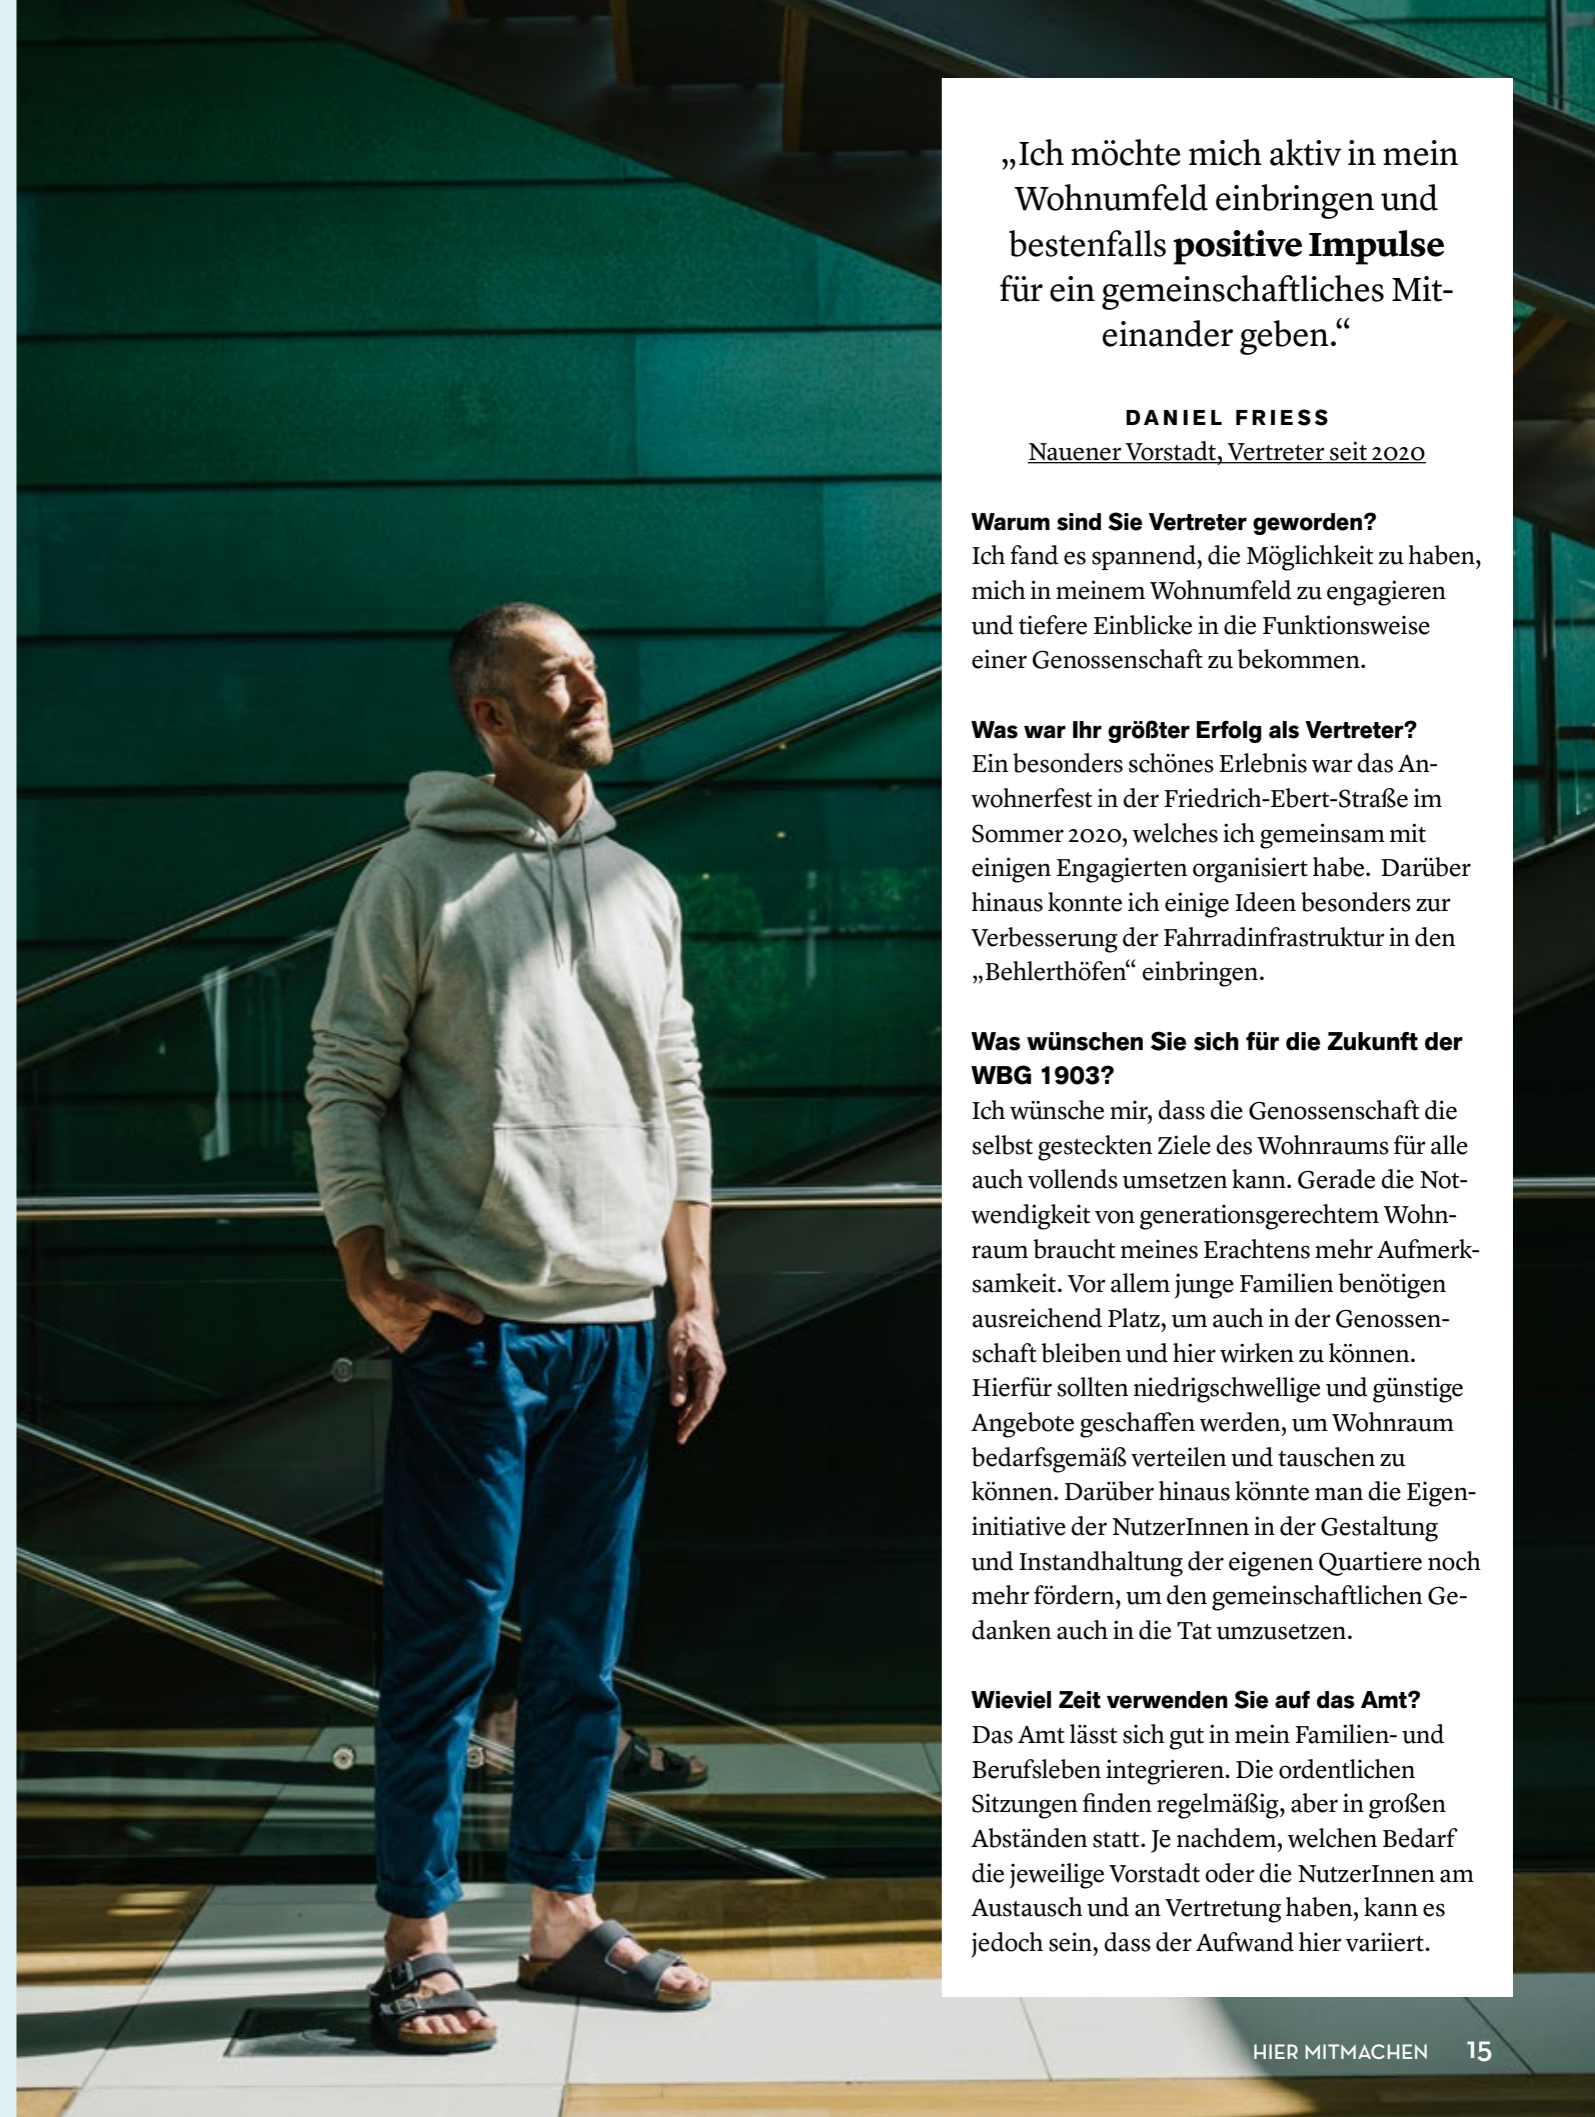 „Ich möchte mich aktiv in mein
Wohnumfeld einbringen und
bestenfalls positive Impulse
für ein gemeinschaftliches Mit-
einander geben.“
DANIEL FRIESS
Nauener Vorstadt, Vertreter seit 2020
Warum sind Sie Vertreter geworden?
Ich fand es spannend, die Möglichkeit zu haben,
mich in meinem Wohnumfeld zu engagieren
und tiefere Einblicke in die Funktionsweise
einer Genossenschaft zu bekommen.
Was war Ihr größter Erfolg als Vertreter?
Ein besonders schönes Erlebnis war das An-
wohnerfest in der Friedrich-Ebert-Straße im
Sommer 2020, welches ich gemeinsam mit
einigen Engagierten organisiert habe. Darüber
hinaus konnte ich einige Ideen besonders zur
Verbesserung der Fahrradinfrastruktur in den
„Behlerthöfen“ einbringen.
Was wünschen Sie sich für die Zukunft der
WBG 1903?
Ich wünsche mir, dass die Genossenschaft die
selbst gesteckten Ziele des Wohnraums für alle
auch vollends umsetzen kann. Gerade die Not-
wendigkeit von generationsgerechtem Wohn-
raum braucht meines Erachtens mehr Aufmerk-
samkeit. Vor allem junge Familien benötigen
ausreichend Platz, um auch in der Genossen-
schaft bleiben und hier wirken zu können.
Hierfür sollten niedrigschwellige und günstige
Angebote geschaffen werden, um Wohnraum
bedarfsgemäß verteilen und tauschen zu
können. Darüber hinaus könnte man die Eigen-
initiative der NutzerInnen in der Gestaltung
und Instandhaltung der eigenen Quartiere noch
mehr fördern, um den gemeinschaftlichen Ge-
danken auch in die Tat umzusetzen.
Wieviel Zeit verwenden Sie auf das Amt?
Das Amt lässt sich gut in mein Familien- und
Berufsleben integrieren. Die ordentlichen
Sitzungen finden regelmäßig, aber in großen
Abständen statt. Je nachdem, welchen Bedarf
die jeweilige Vorstadt oder die NutzerInnen am
Austausch und an Vertretung haben, kann es
jedoch sein, dass der Aufwand hier variiert.
HIER MITMACHEN 15